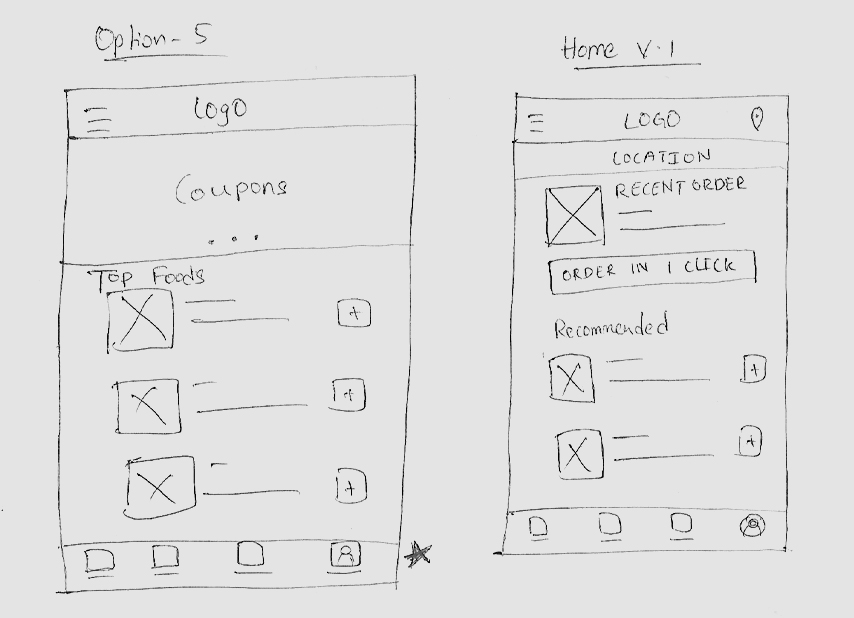 Option - 5
Logo
Coupons
...
Top Foods
+
+
+
Home V.1
LOGO
LOCATION
RECENT ORDER
ORDER IN 1 CLICK
Recommended
+
+